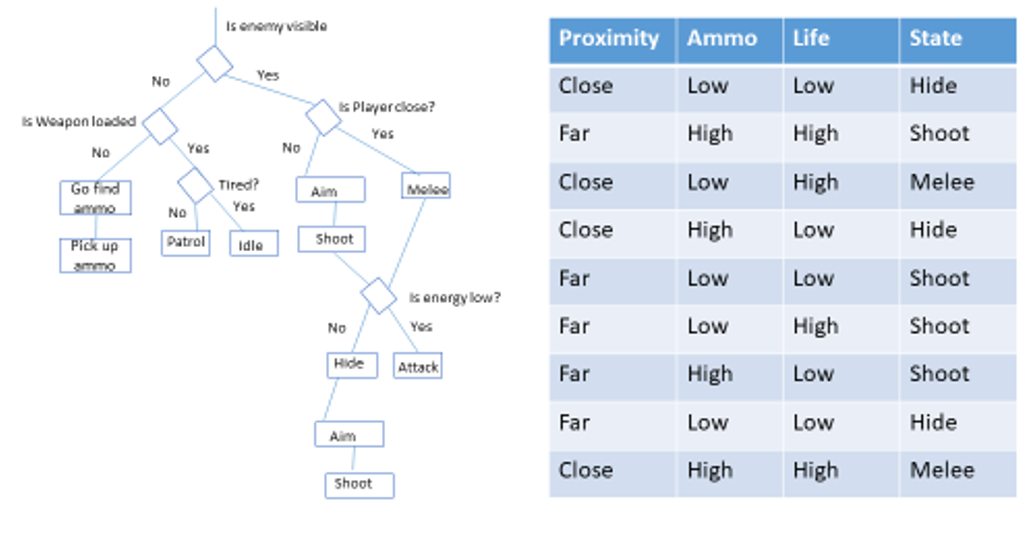 Is enemy visible
No
Yes
Is Weapon loaded
Is Player close?
No
Yes
No
Yes
Go find
ammo
Tired?
No
Yes
Aim
Melee
Pick up
ammo
Patrol
Idle
Shoot
Is energy low?
No
Yes
Hide
Attack
Aim
Shoot
Proximity Ammo Life State
Close Low Low Hide
Far High High Shoot
Close Low High Melee
Close High Low Hide
Far Low Low Shoot
Far Low High Shoot
Far High Low Shoot
Far Low Low Hide
Close High High Melee